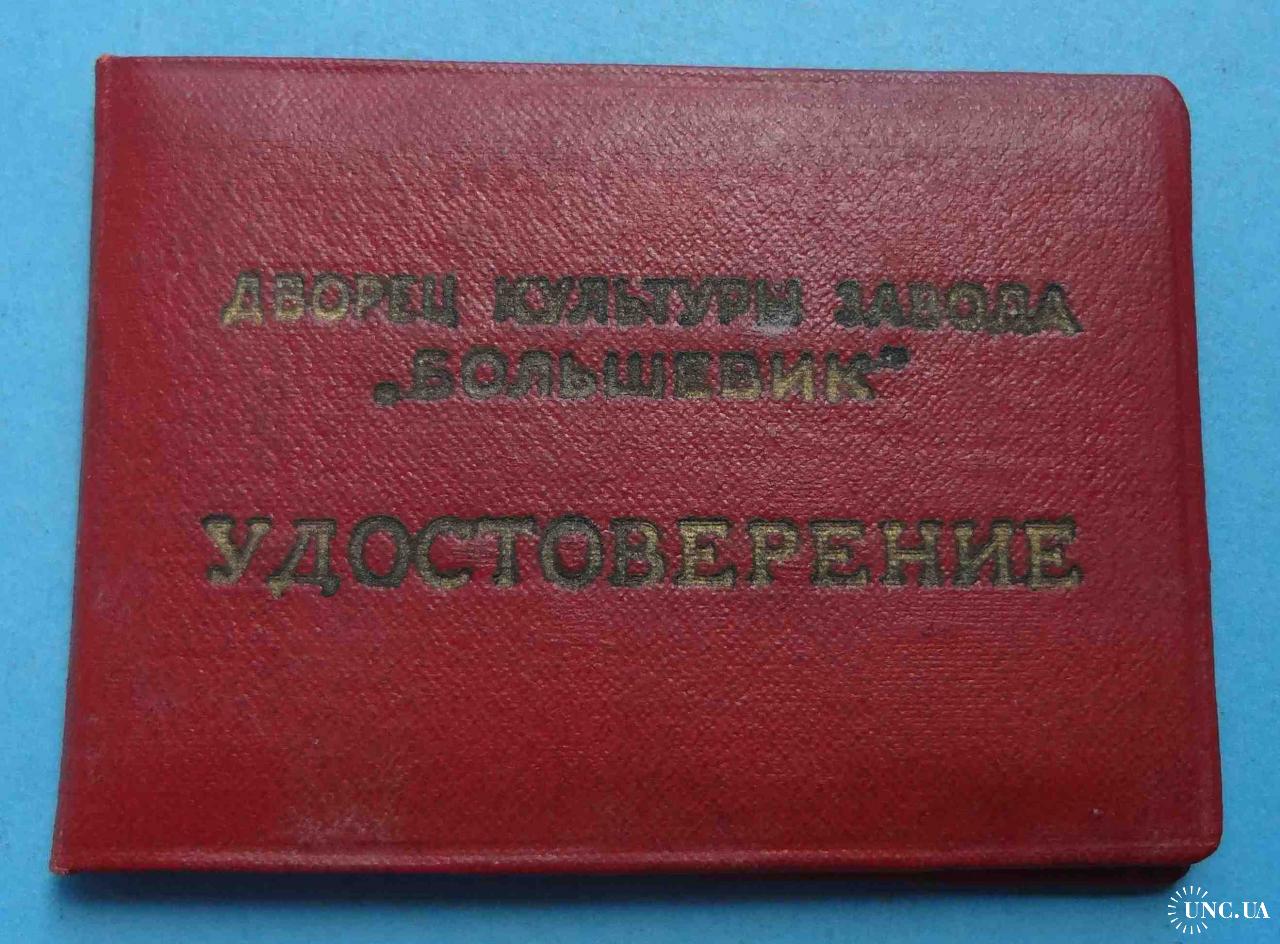 ДВОРЕЦ КУЛЬТУРЫ ЗАВОДА
„БОЛЬШЕВИК"
УДОСТОВЕРЕНИЕ
UNC.UA